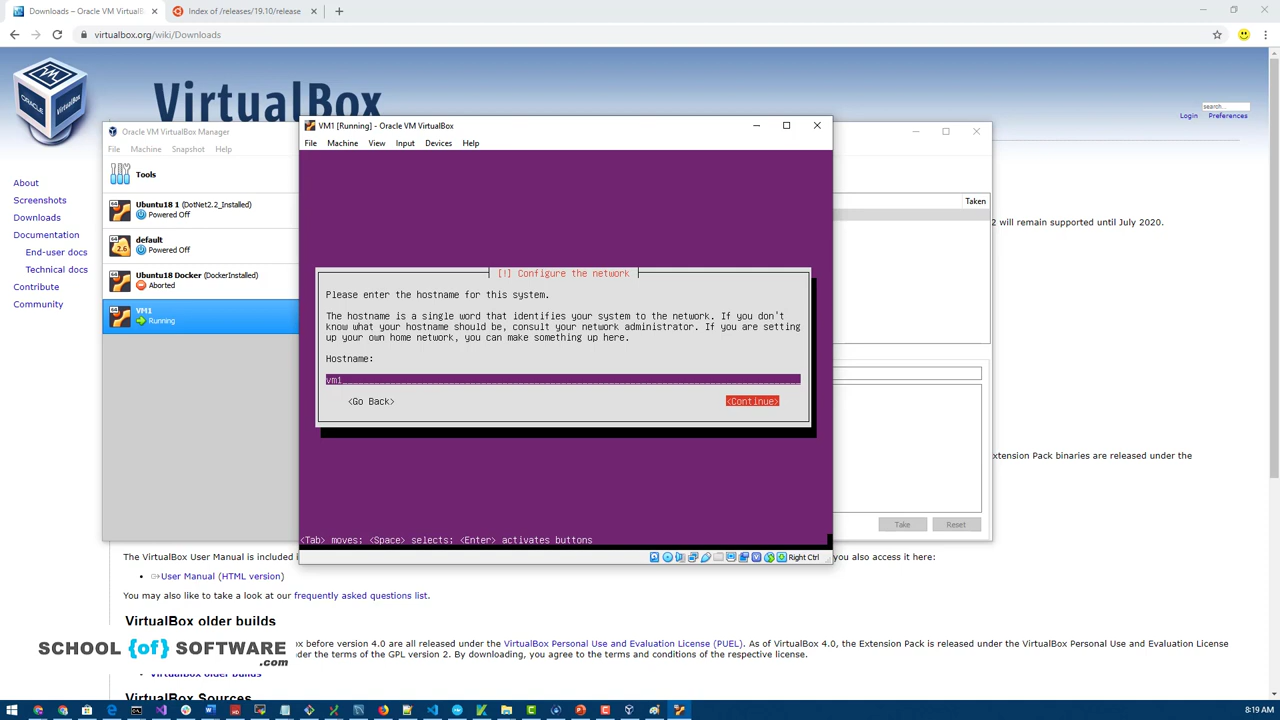 Downloads – Oracle VM VirtualBox
Index of /releases/19.10/release
virtualbox.org/wiki/Downloads
VirtualBox
search...
Login Preferences
About
Screenshots
Downloads
Documentation
End-user docs
Technical docs
Contribute
Community
Oracle VM VirtualBox Manager
File Machine Snapshot Help
Tools
Ubuntu18 1 (DotNet2.2_Installed)
Powered Off
default
Powered Off
2.6
Ubuntu18 Docker (DockerInstalled)
Aborted
VM1
Running
Taken
2 will remain supported until July 2020.
VM1 [Running] - Oracle VM VirtualBox
File Machine View Input Devices Help
[!] Configure the network
Please enter the hostname for this system.
The hostname is a single word that identifies your system to the network. If you don't
know what your hostname should be, consult your network administrator. If you are setting
up your own home network, you can make something up here.
Hostname:
vm1
<Go Back> <Continue>
<Tab> moves; <Space> selects; <Enter> activates buttons
Right Ctrl
xtension Pack binaries are released under the
Take Reset
The VirtualBox User Manual is included i
you also access it here:
User Manual (HTML version)
You may also like to take a look at our frequently asked questions list.
VirtualBox older builds
ox before version 4.0 are all released under the VirtualBox Personal Use and Evaluation License (PUEL). As of VirtualBox 4.0, the Extension Pack is released under the VirtualBox Personal Use and Evaluation License
nder the terms of the GPL version 2. By downloading, you agree to the terms and conditions of the respective license.
SCHOOL {of} SOFTWARE
.com
VirtualBox older builds
VirtualBox Sources
8:19 AM